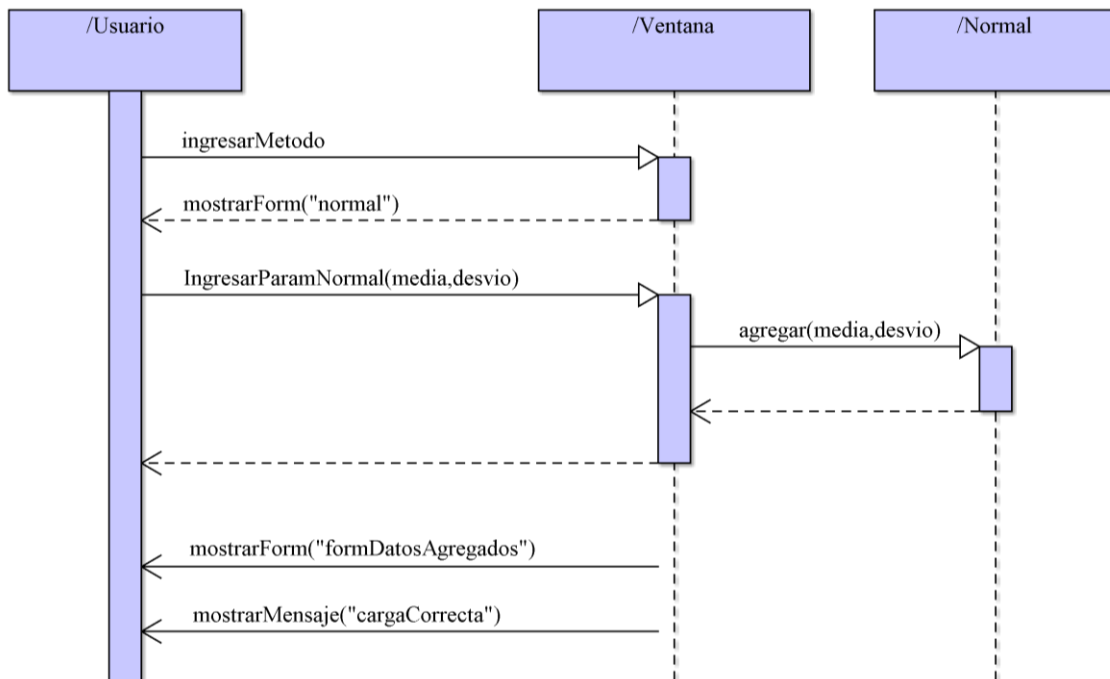 /Usuario
/Ventana
/Normal
ingresarMetodo
mostrarForm("normal")
IngresarParamNormal(media,desvio)
agregar(media,desvio)
mostrarForm("formDatosAgregados")
mostrarMensaje("cargaCorrecta")